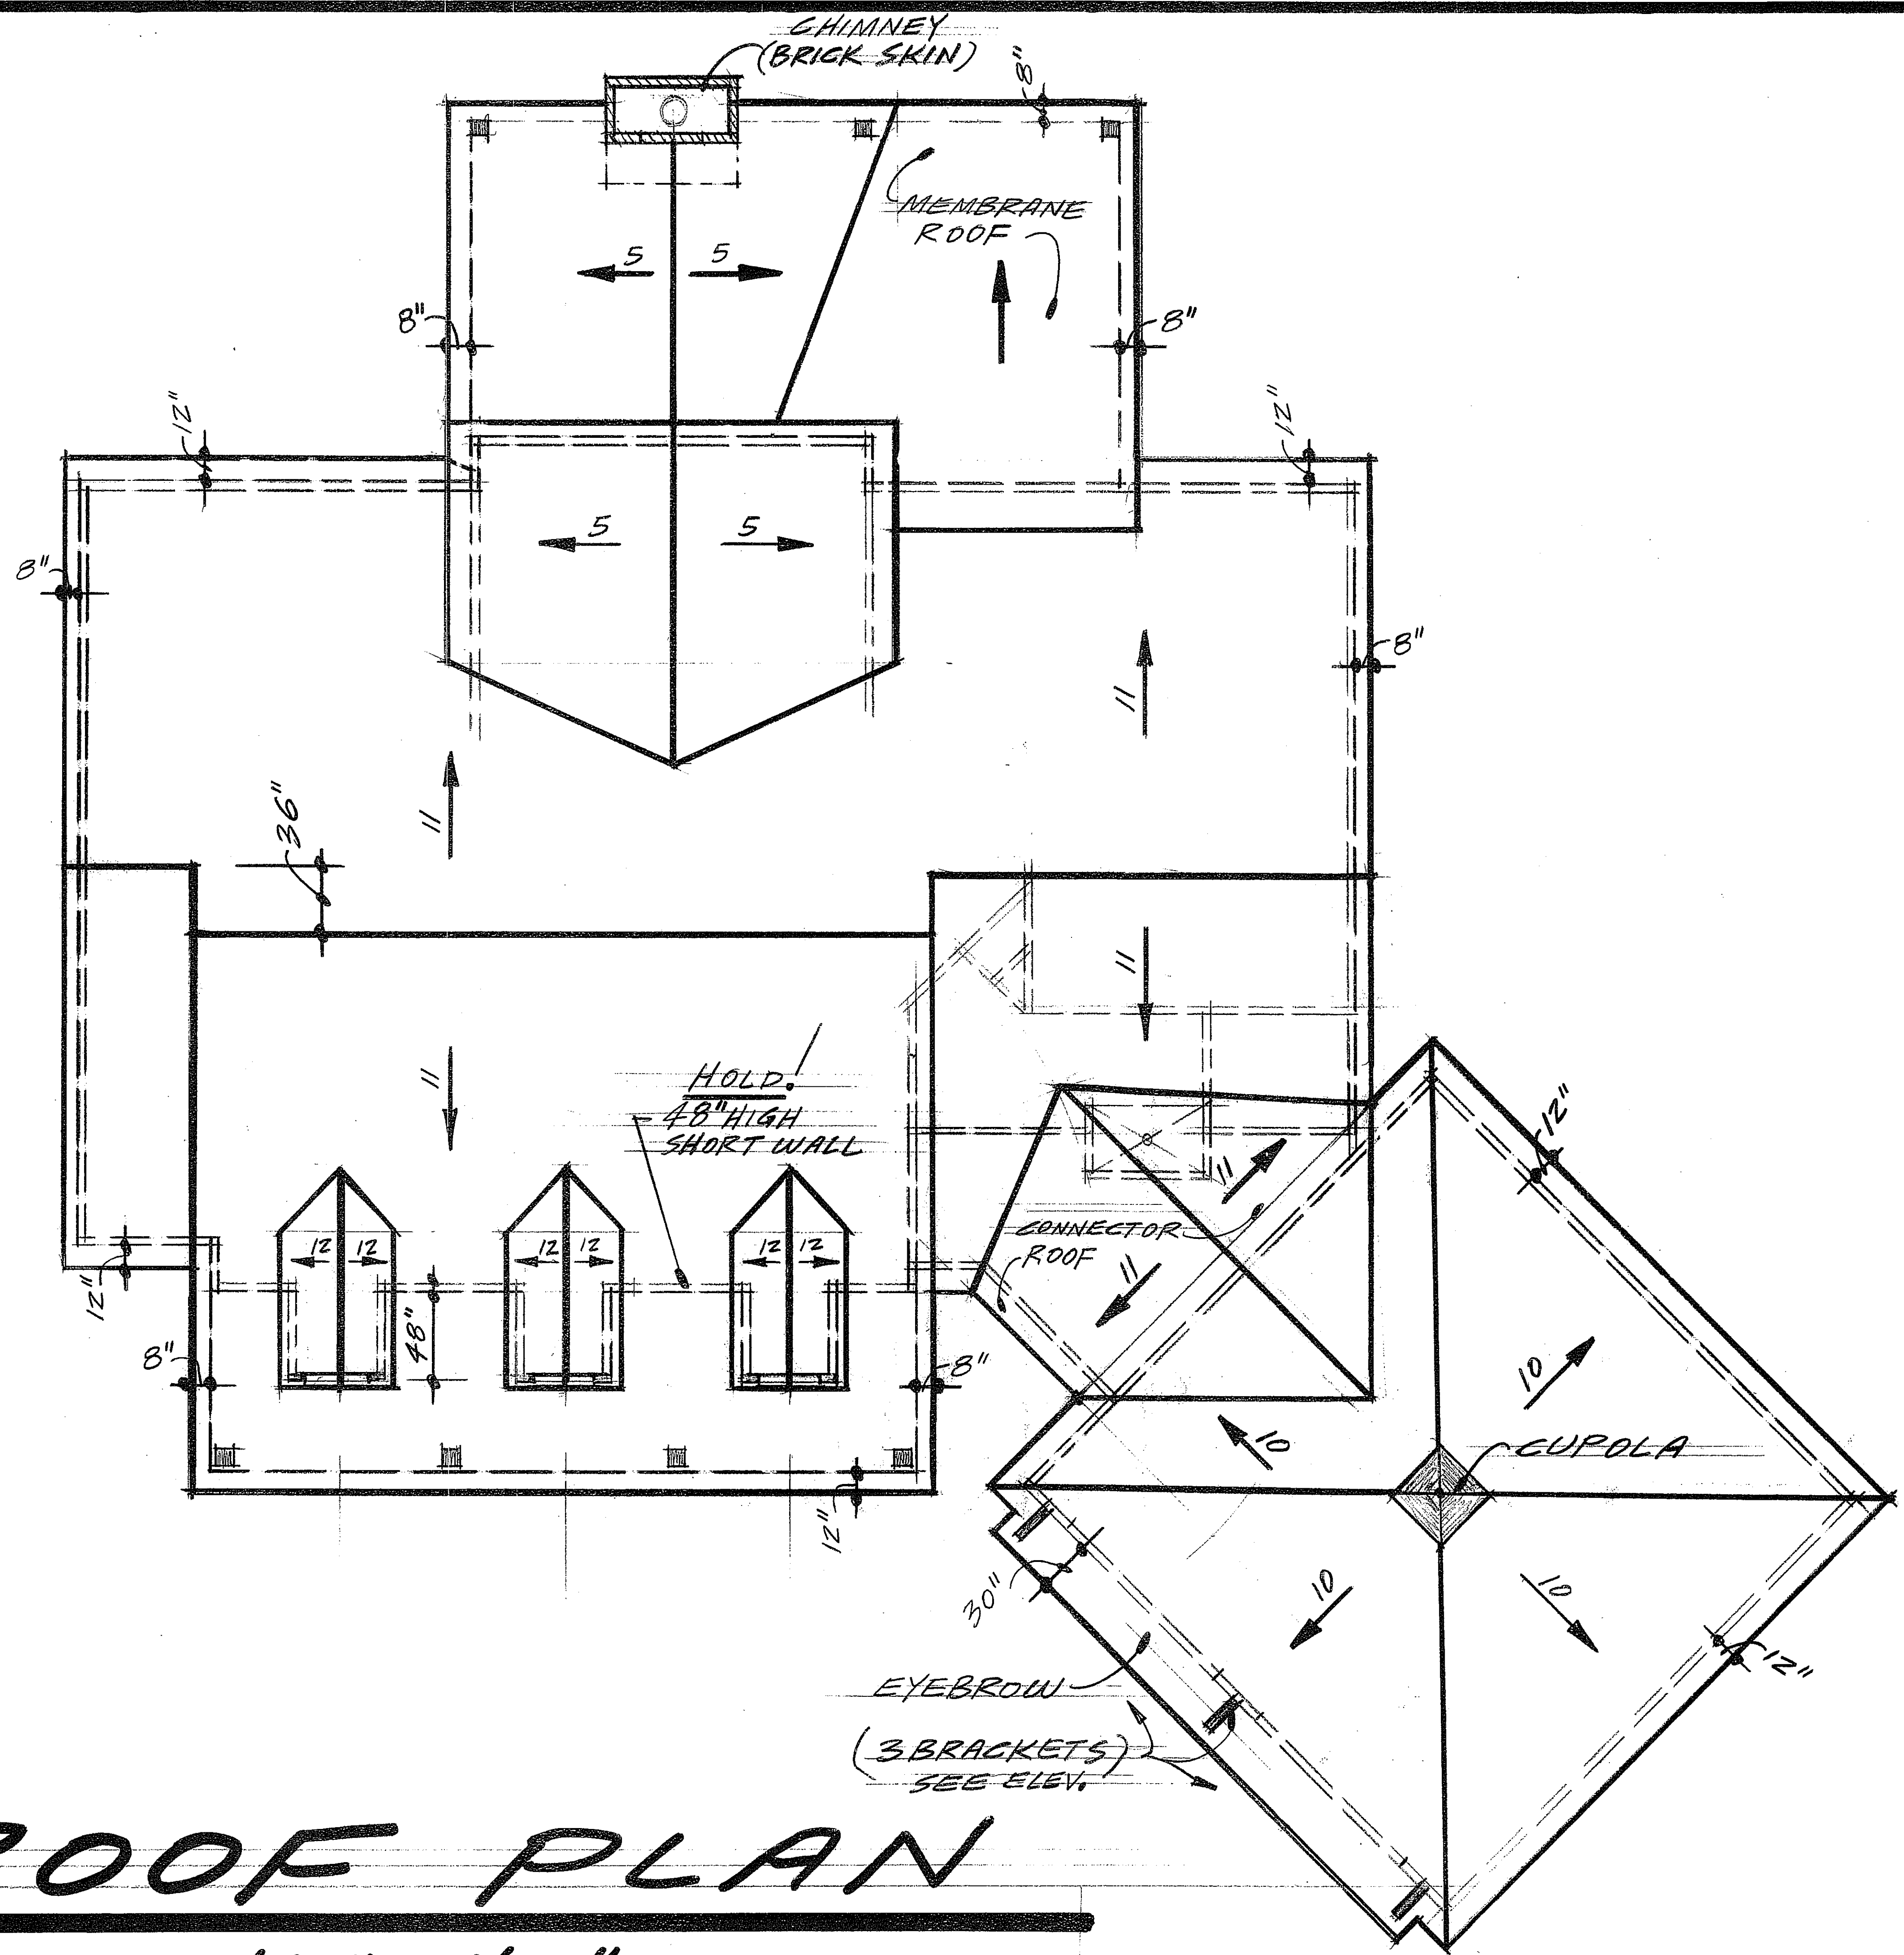 CHIMNEY
(BRICK SKIN)
8"
MEMBRANE
ROOF
5 5
8"
8"
12"
12"
5 5
8"
8"
11
11
36"
11
11
HOLD!
48" HIGH
SHORT WALL
12"
11
CONNECTOR
ROOF
11
12 12
12 12
12 12
12"
48"
8"
8"
10
10
CUPOLA
12"
30"
10
10
12"
EYEBROW
(3 BRACKETS)
SEE ELEV.
OOF PLAN